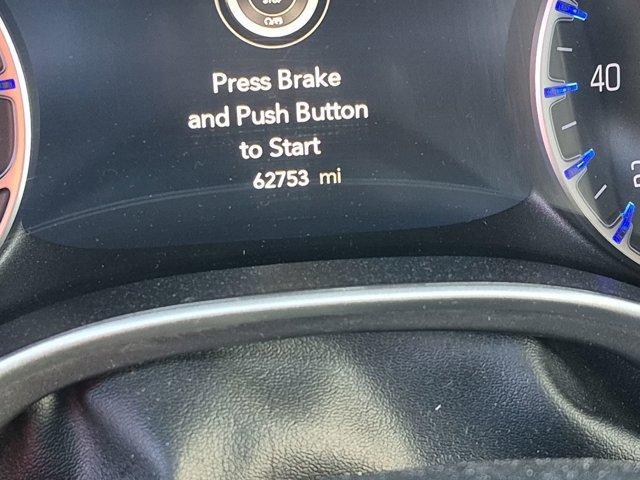 Press Brake
and Push Button
to Start
62753 mi
40